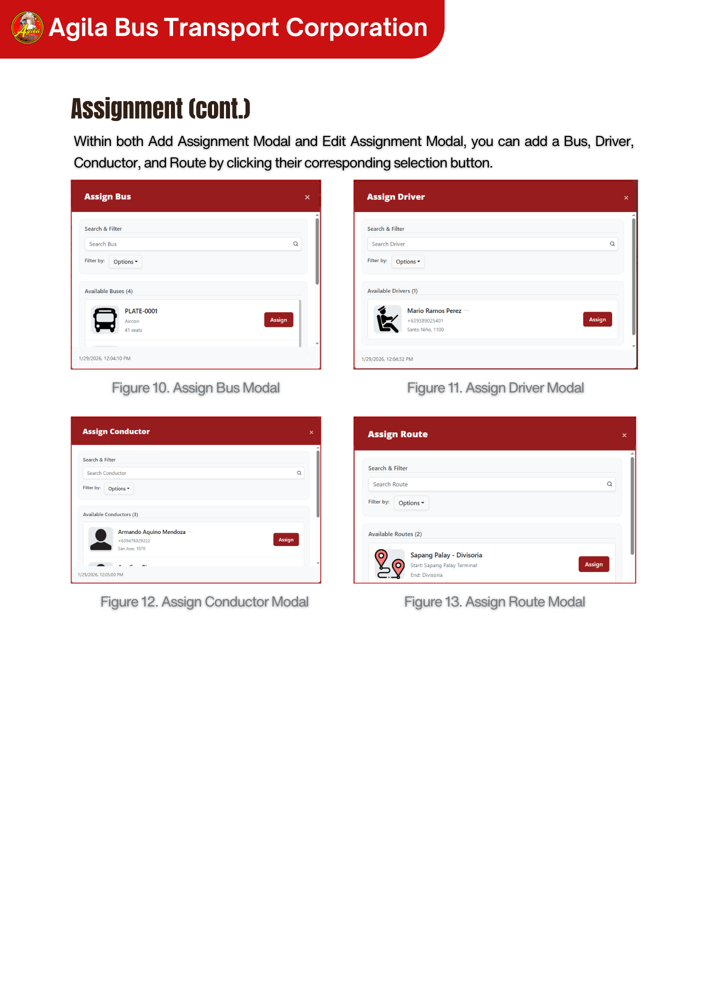 Agila
Agila Bus Transport Corporation
Assignment (cont.)
Within both Add Assignment Modal and Edit Assignment Modal, you can add a Bus, Driver,
Conductor, and Route by clicking their corresponding selection button.
Assign Bus
×
Search & Filter
Search Bus
Filter by:
Options
Available Buses (4)
PLATE-0001
Aircon
41 seats
Assign
1/29/2026, 12:04:10 PM
Figure 10. Assign Bus Modal
Assign Driver
×
Search & Filter
Search Driver
Filter by:
Options
Available Drivers (1)
Mario Ramos Perez
+639389025401
Santo Niño, 1100
Assign
1/29/2026, 12:04:32 PM
Figure 11. Assign Driver Modal
Assign Conductor
×
Search & Filter
Search Conductor
Filter by:
Options
Available Conductors (3)
Armando Aquino Mendoza
+639476029222
San Jose, 1870
Assign
1/29/2026, 12:05:00 PM
Figure 12. Assign Conductor Modal
Assign Route
×
Search & Filter
Search Route
Filter by:
Options
Available Routes (2)
Sapang Palay - Divisoria
Start: Sapang Palay Terminal
End: Divisoria
Assign
Figure 13. Assign Route Modal